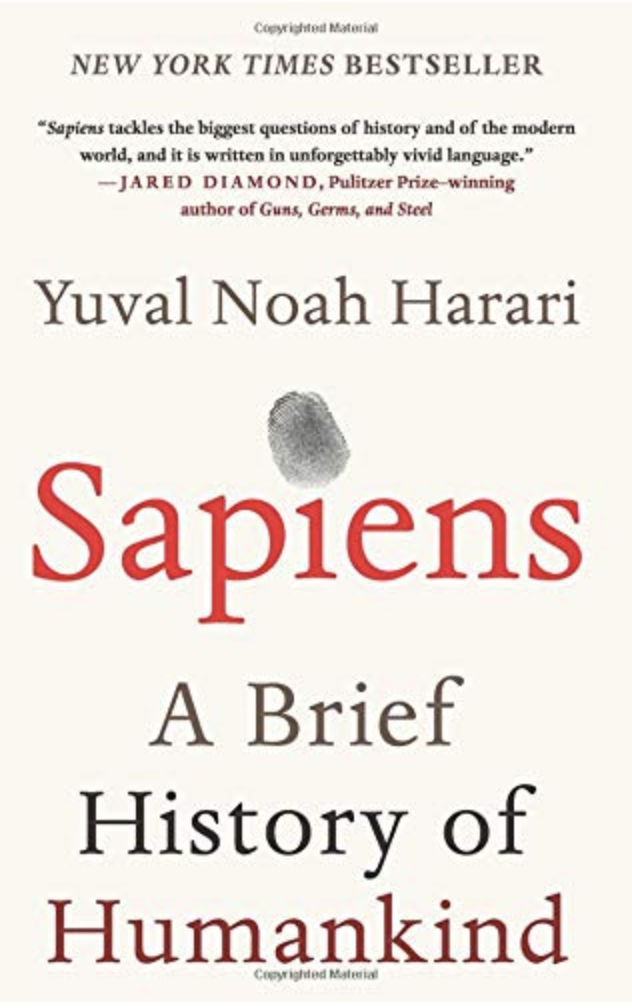 Copyrighted Material
NEW YORK TIMES BESTSELLER
“Sapiens tackles the biggest questions of history and of the modern
world, and it is written in unforgettably vivid language.”
—JARED DIAMOND, Pulitzer Prize–winning
author of Guns, Germs, and Steel
Yuval Noah Harari
Sapiens
A Brief
History of
Humankind
Copyrighted Material